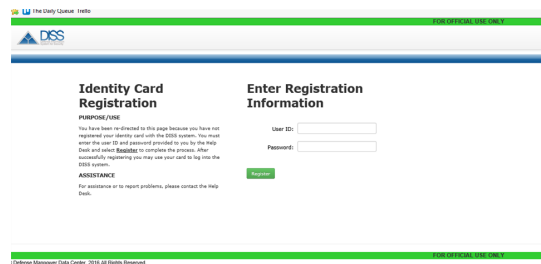 The Daily Queue Trello
FOR OFFICIAL USE ONLY
DISS
Identity Card
Registration
PURPOSE/USE
You have been re-directed to this page because you have not
registered your identity card with the DISS system. You must
enter the user ID and password provided to you by the Help
Desk and select Register to complete the process. After
successfully registering you may use your card to log into the
DISS system.
ASSISTANCE
For assistance or to report problems, please contact the Help
Desk.
Enter Registration
Information
User ID:
Password:
Register
FOR OFFICIAL USE ONLY
Defense Manpower Data Center, 2016 All Rights Reserved.